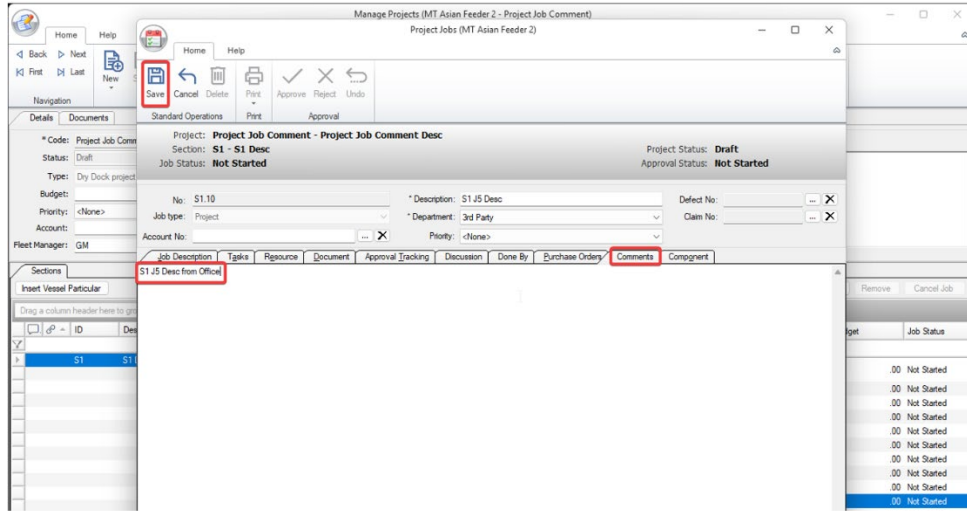 Manage Projects (MT Asian Feeder 2 - Project Job Comment)
Project Jobs (MT Asian Feeder 2)
Home Help
Home Help
Back Next
First Last
New
Navigation
Save Cancel Delete Print Approve Reject Undo
Standard Operations Print Approval
Details Documents
* Code: Project Job Comm
Status: Draft
Type: Dry Dock project
Budget:
Priority: <None>
Account:
Fleet Manager: GM
Project: Project Job Comment - Project Job Comment Desc
Section: S1 - S1 Desc Project Status: Draft
Job Status: Not Started Approval Status: Not Started
No: S1.10 * Description: S1 J5 Desc Defect No: ...
Job type: Project * Department: 3rd Party Claim No: ...
Account No: ... Priority: <None>
Job Description Tasks Resource Document Approval Tracking Discussion Done By Purchase Orders Comments Component
S1 J5 Desc from Office
Sections
Insert Vessel Particular Remove Cancel Job
Drag a column header here to gro
ID Des dget Job Status
S1 S1 D
.00 Not Started
.00 Not Started
.00 Not Started
.00 Not Started
.00 Not Started
.00 Not Started
.00 Not Started
.00 Not Started
.00 Not Started
.00 Not Started